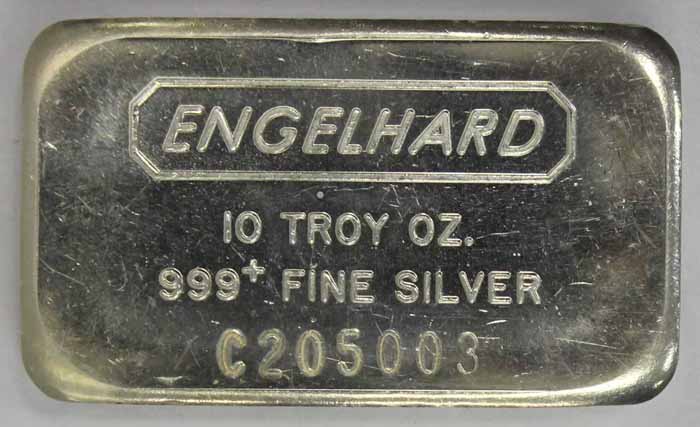 ENGELHARD
10 TROY OZ.
999+ FINE SILVER
C205003